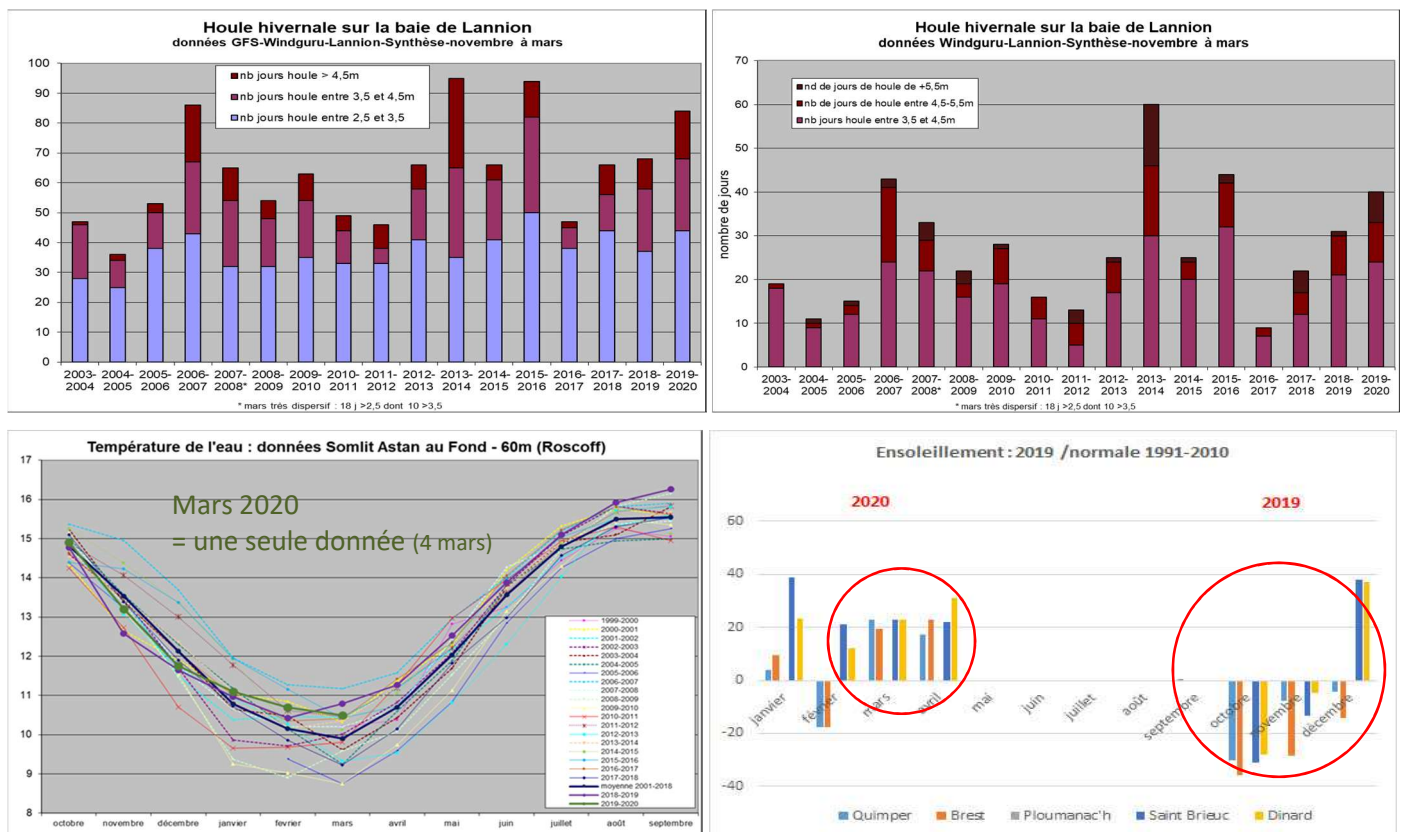 Houle hivernale sur la baie de Lannion
données GFS-Windguru-Lannion-Synthèse-novembre à mars
100
90
80
70
60
50
40
30
20
10
0
nb jours houle > 4,5m
nb jours houle entre 3,5 et 4,5m
nb jours houle entre 2,5 et 3,5
2003- 2004- 2005- 2006- 2007- 2008- 2009- 2010- 2011- 2012- 2013- 2014- 2015- 2016- 2017- 2018- 2019-
2004 2005 2006 2007 2008* 2009 2010 2011 2012 2013 2014 2015 2016 2017 2018 2019 2020
* mars très dispersif : 18 j >2,5 dont 10 >3,5
Houle hivernale sur la baie de Lannion
données Windguru-Lannion-Synthèse-novembre à mars
70
60
50
40
30
20
10
0
nombre de jours
nd de jours de houle de +5,5m
nb de jours de houle entre 4,5-5,5m
nb jours houle entre 3,5 et 4,5m
2003- 2004- 2005- 2006- 2007- 2008- 2009- 2010- 2011- 2012- 2013- 2014- 2015- 2016- 2017- 2018- 2019-
2004 2005 2006 2007 2008* 2009 2010 2011 2012 2013 2014 2015 2016 2017 2018 2019 2020
* mars très dispersif : 18 j >2,5 dont 10 >3,5
Température de l'eau : données Somlit Astan au Fond - 60m (Roscoff)
17
16
15
14
13
12
11
10
9
8
Mars 2020
= une seule donnée (4 mars)
1999-2000
2000-2001
2001-2002
2002-2003
2003-2004
2004-2005
2005-2006
2006-2007
2007-2008
2008-2009
2009-2010
2010-2011
2011-2012
2012-2013
2013-2014
2014-2015
2015-2016
2016-2017
2017-2018
moyenne 2001-2018
2018-2019
2019-2020
octobre novembre décembre janvier fevrier mars avril mai juin juillet août septembre
Ensoleillement : 2019 /normale 1991-2010
2020
2019
60
40
20
0
-20
-40
janvier février mars avril mai juin juillet août septembre octobre novembre décembre
Quimper Brest Ploumanac'h Saint Brieuc Dinard